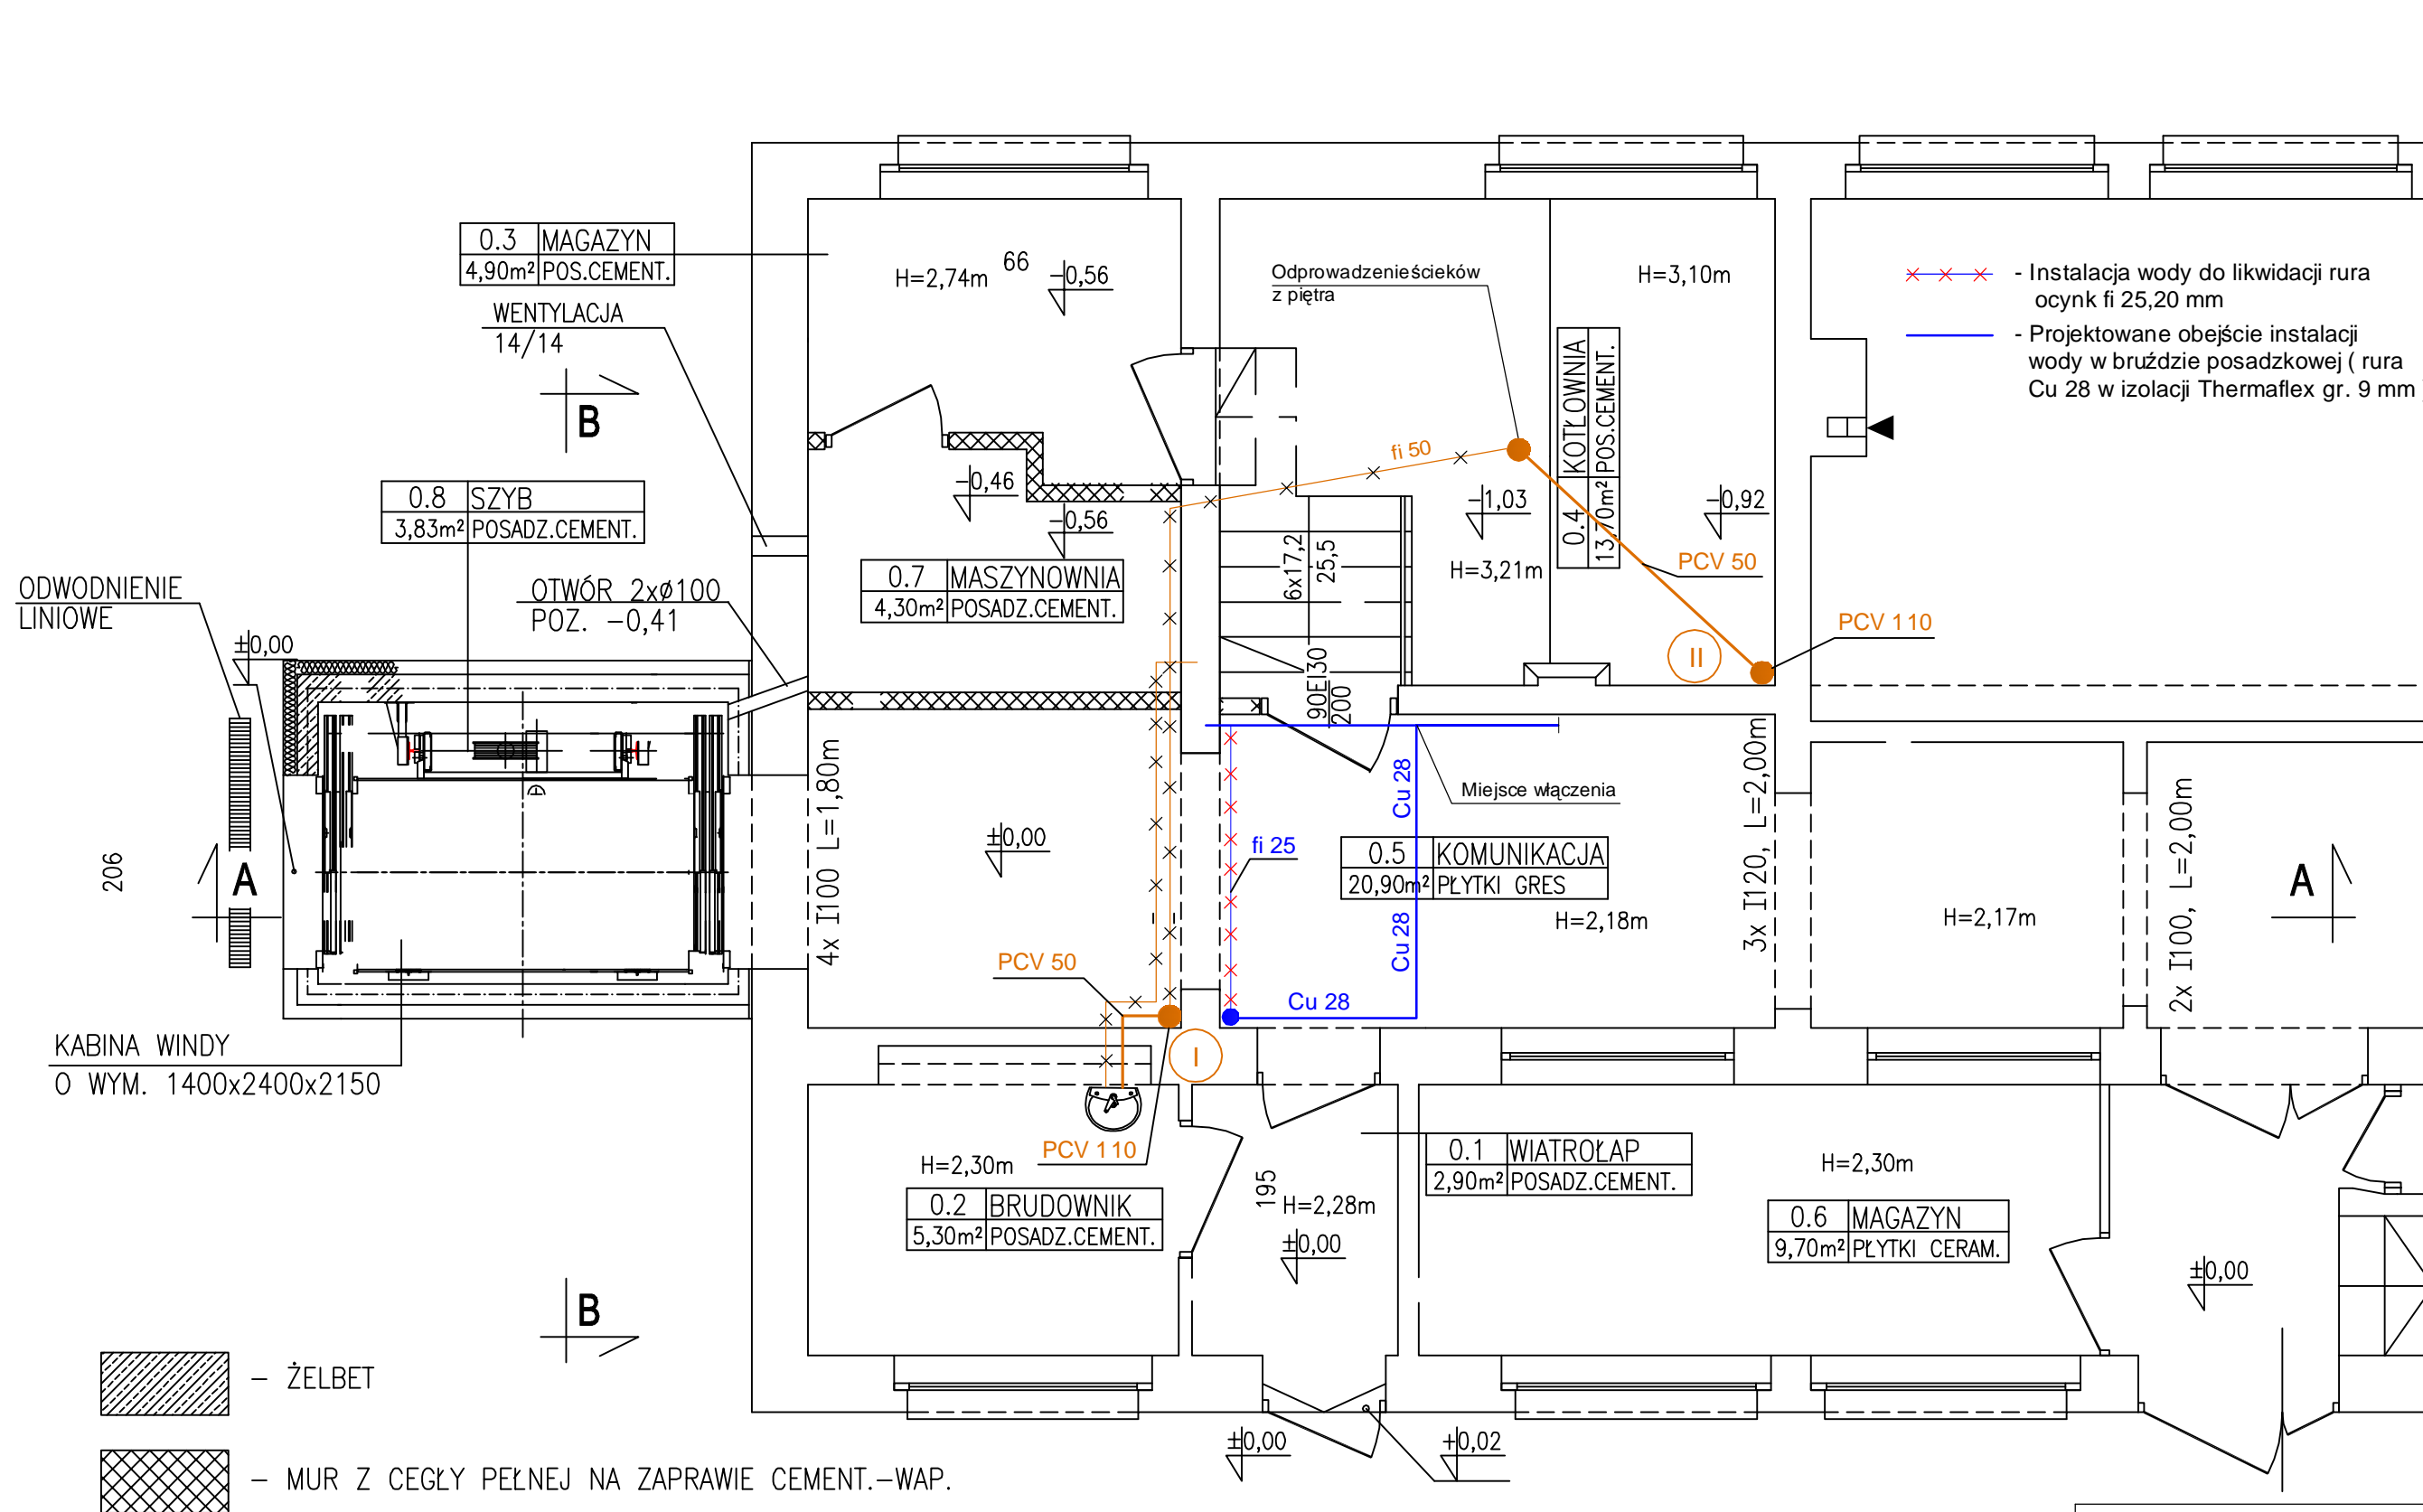 0.3 MAGAZYN
4,90m² POS.CEMENT.
WENTYLACJA
14/14
B
H=2,74m
66
-0,56
Odprowadzenieścieków
z piętra
H=3,10m
- Instalacja wody do likwidacji rura
ocynk fi 25,20 mm
- Projektowane obejście instalacji
wody w bruździe posadzkowej ( rura
Cu 28 w izolacji Thermaflex gr. 9 mm
0.4 KOTŁOWNIA
13,70m² POS.CEMENT.
fi 50
-0,46
-0,56
-1,03
-0,92
H=3,21m
PCV 50
PCV 110
II
0.8 SZYB
3,83m² POSADZ.CEMENT.
0.7 MASZYNOWNIA
4,30m² POSADZ.CEMENT.
6x17,2
25,5
90EI30
200
ODWODNIENIE
LINIOWE
OTWÓR 2xø100
POZ. -0,41
±0,00
206
A
4x I100 L=1,80m
±0,00
Cu 28
Miejsce włączenia
fi 25
0.5 KOMUNIKACJA
20,90m² PŁYTKI GRES
H=2,18m
Cu 28
Cu 28
3x I120, L=2,00m
H=2,17m
2x I100, L=2,00m
A
PCV 50
I
KABINA WINDY
O WYM. 1400x2400x2150
PCV 110
H=2,30m
0.2 BRUDOWNIK
5,30m² POSADZ.CEMENT.
195
H=2,28m
±0,00
0.1 WIATROŁAP
2,90m² POSADZ.CEMENT.
H=2,30m
0.6 MAGAZYN
9,70m² PŁYTKI CERAM.
±0,00
B
±0,00
+0,02
- ŻELBET
- MUR Z CEGŁY PEŁNEJ NA ZAPRAWIE CEMENT.-WAP.